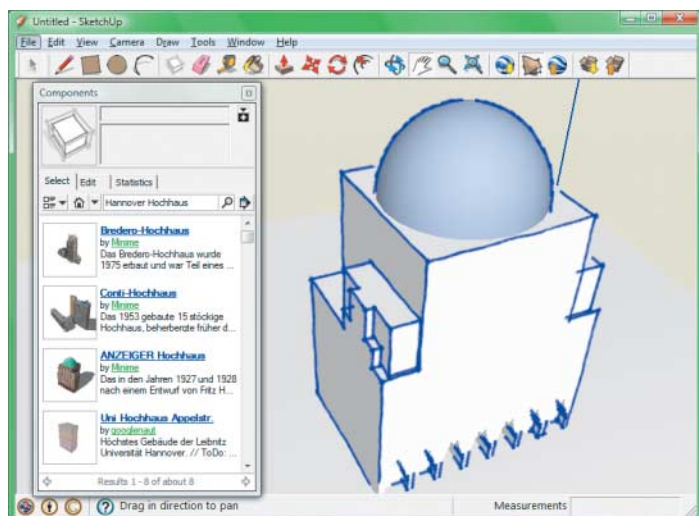 Untitled - SketchUp
File Edit View Camera Draw Tools Window Help
Components
Select Edit Statistics
Hannover Hochhaus
Bredero-Hochhaus
by Minime
Das Bredero-Hochhaus wurde
1975 erbaut und war Teil eines ...
Conti-Hochhaus
by Minime
Das 1953 gebaute 15 stöckige
Hochhaus, beherbergte früher d...
ANZEIGER Hochhaus
by Minime
Das in den Jahren 1927 und 1928
nach einem Entwurf von Fritz H...
Uni Hochhaus Appelstr.
by googlenaut
Höchstes Gebäude der Leibnitz
Universität Hannover. // ToDo: ...
Results 1 - 8 of about 8
Drag in direction to pan
Measurements